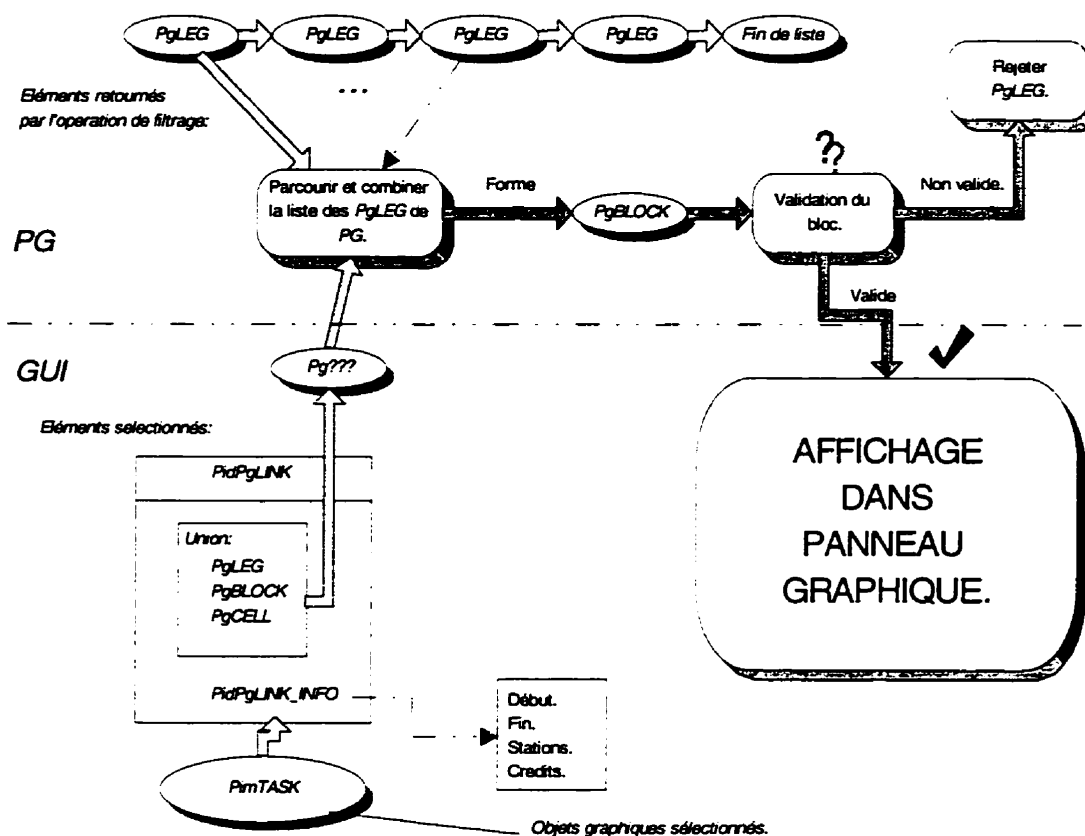 PgLEG PgLEG PgLEG PgLEG Fin de liste
Eléments retournés
par l'operation de filtrage:
...
Rejeter
PgLEG.
??
Parcourir et combiner
la liste des PgLEG de
PG.
Forme
PgBLOCK
Validation du
bloc.
Non valide.
PG
Valide
GUI
Pg???
Eléments selectionnés:
PidPgLINK
Union:
PgLEG
PgBLOCK
PgCELL
AFFICHAGE
DANS
PANNEAU
GRAPHIQUE.
PidPgLINK_INFO
Début.
Fin.
Stations.
Credits.
PimTASK
Objets graphiques sélectionnés.